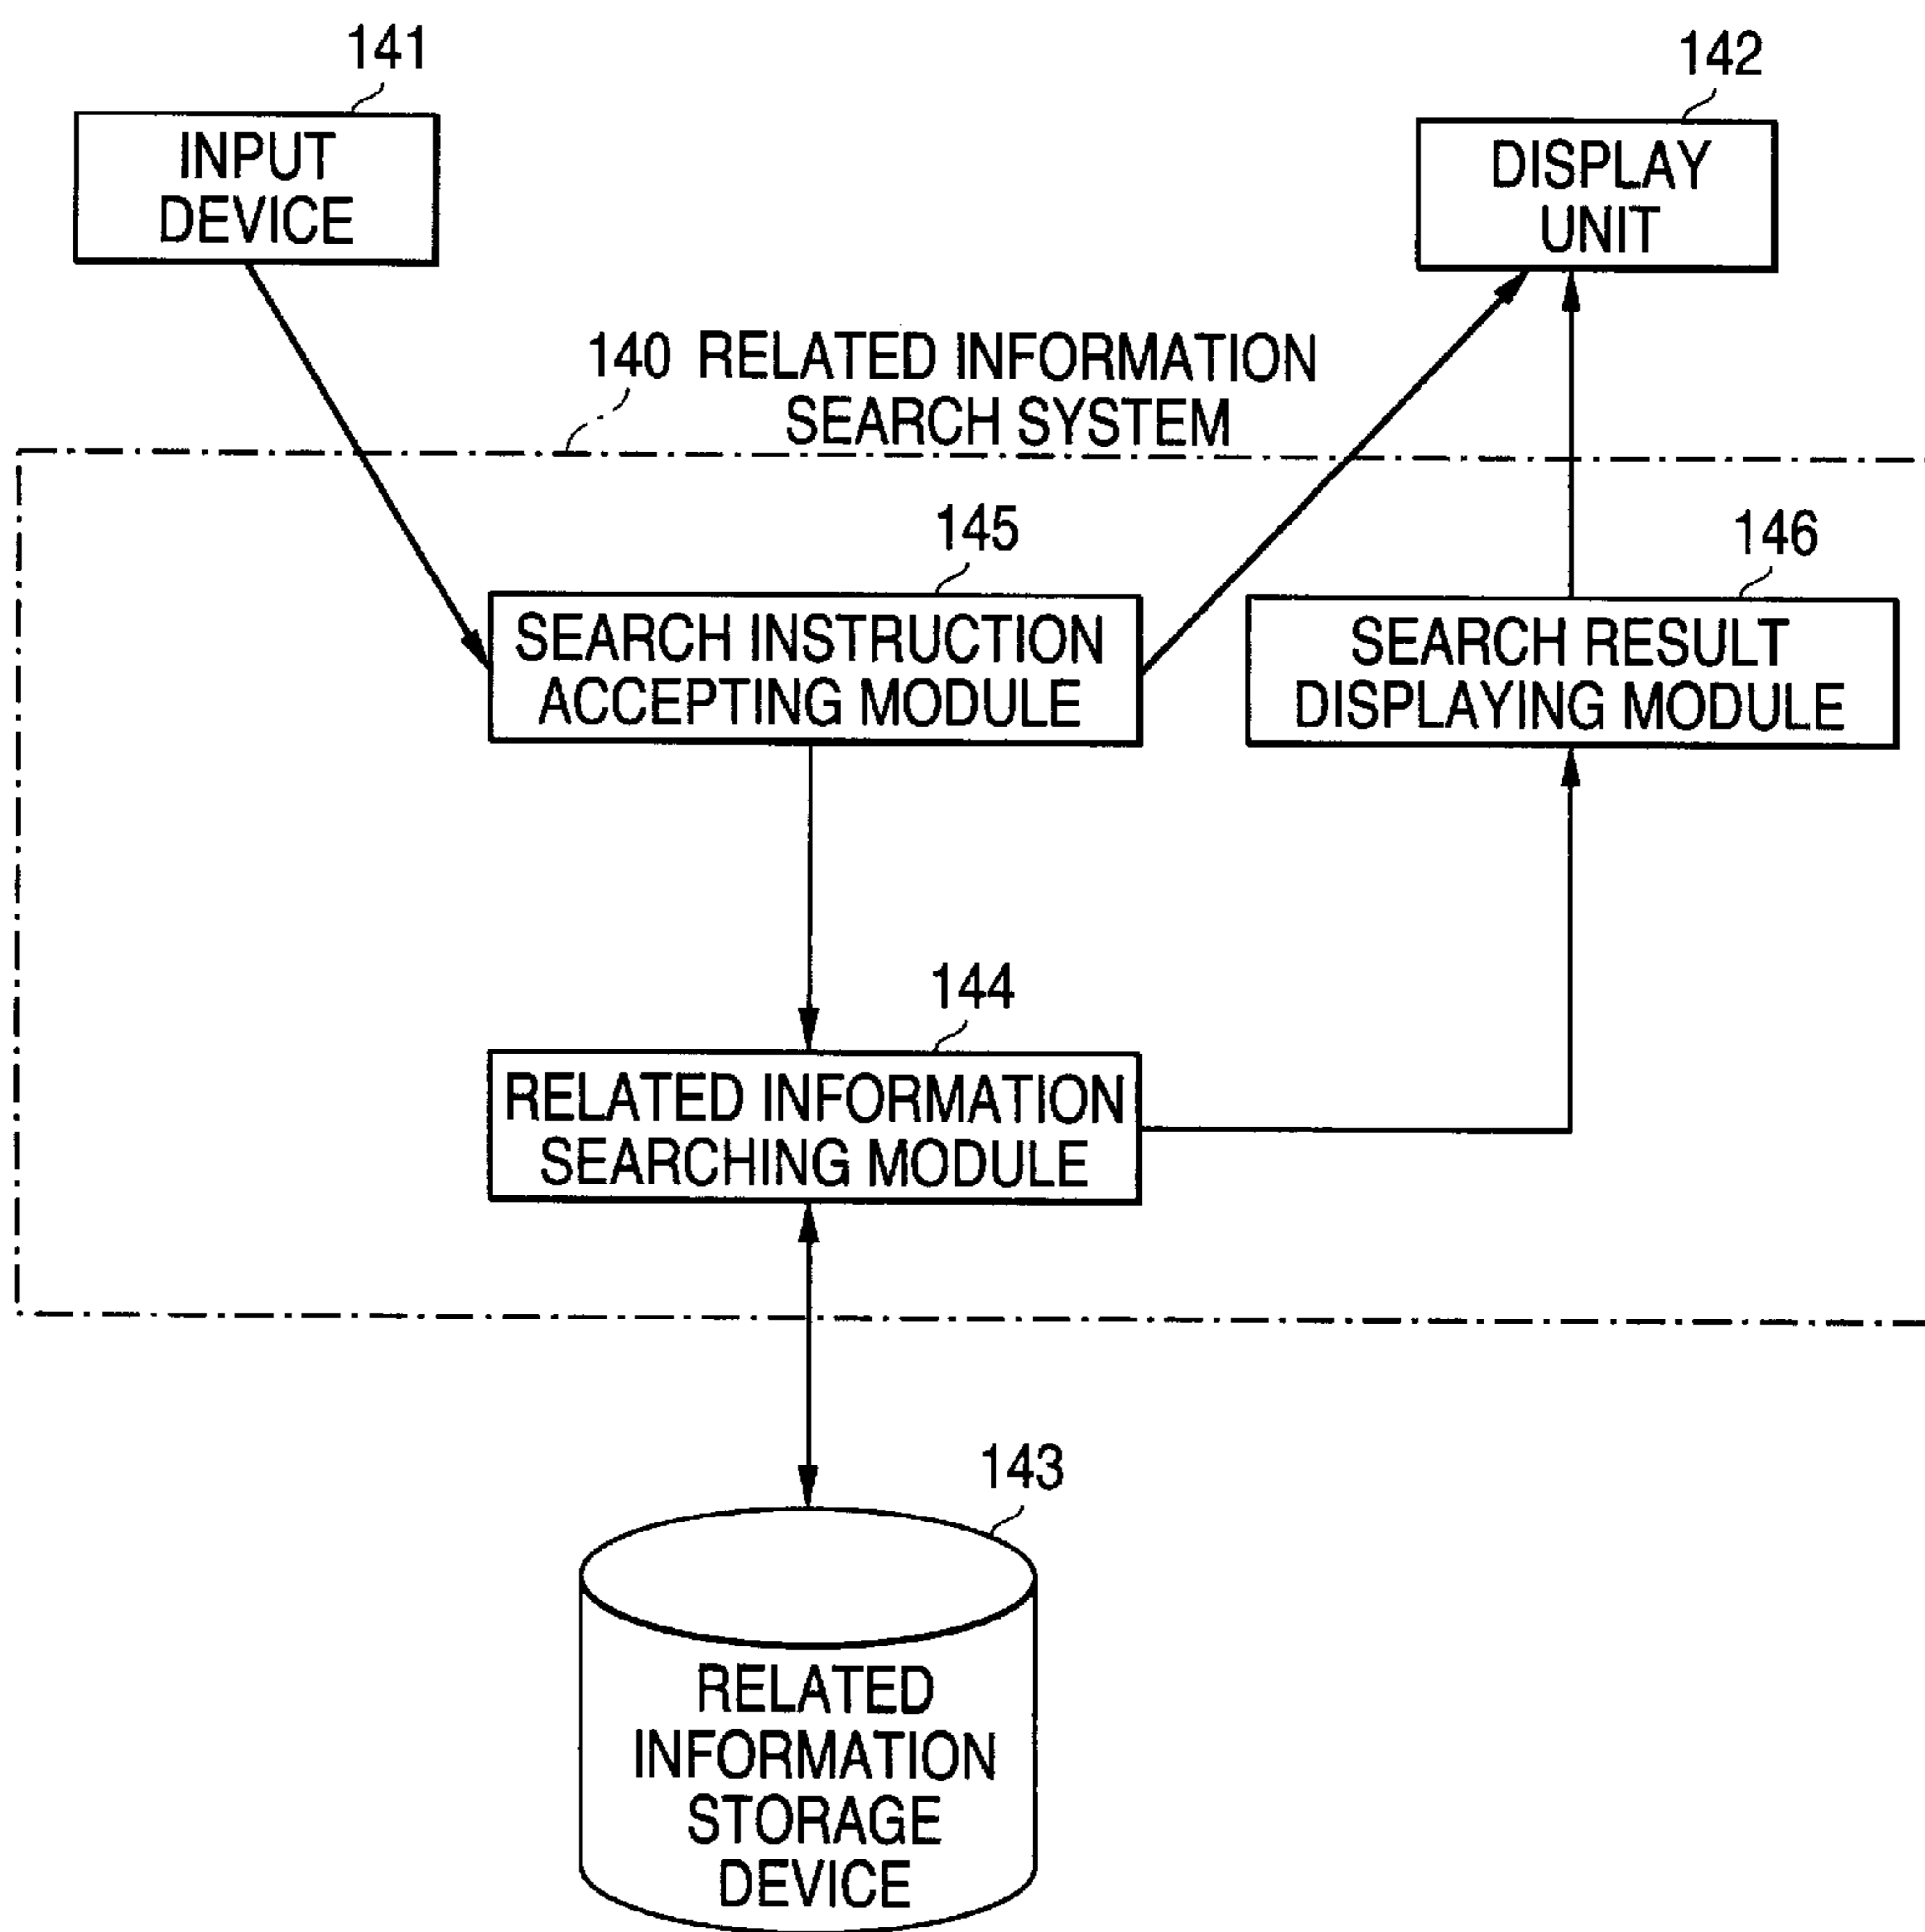 141
INPUT
DEVICE
142
DISPLAY
UNIT
140 RELATED INFORMATION
SEARCH SYSTEM
145
SEARCH INSTRUCTION
ACCEPTING MODULE
146
SEARCH RESULT
DISPLAYING MODULE
144
RELATED INFORMATION
SEARCHING MODULE
143
RELATED
INFORMATION
STORAGE
DEVICE